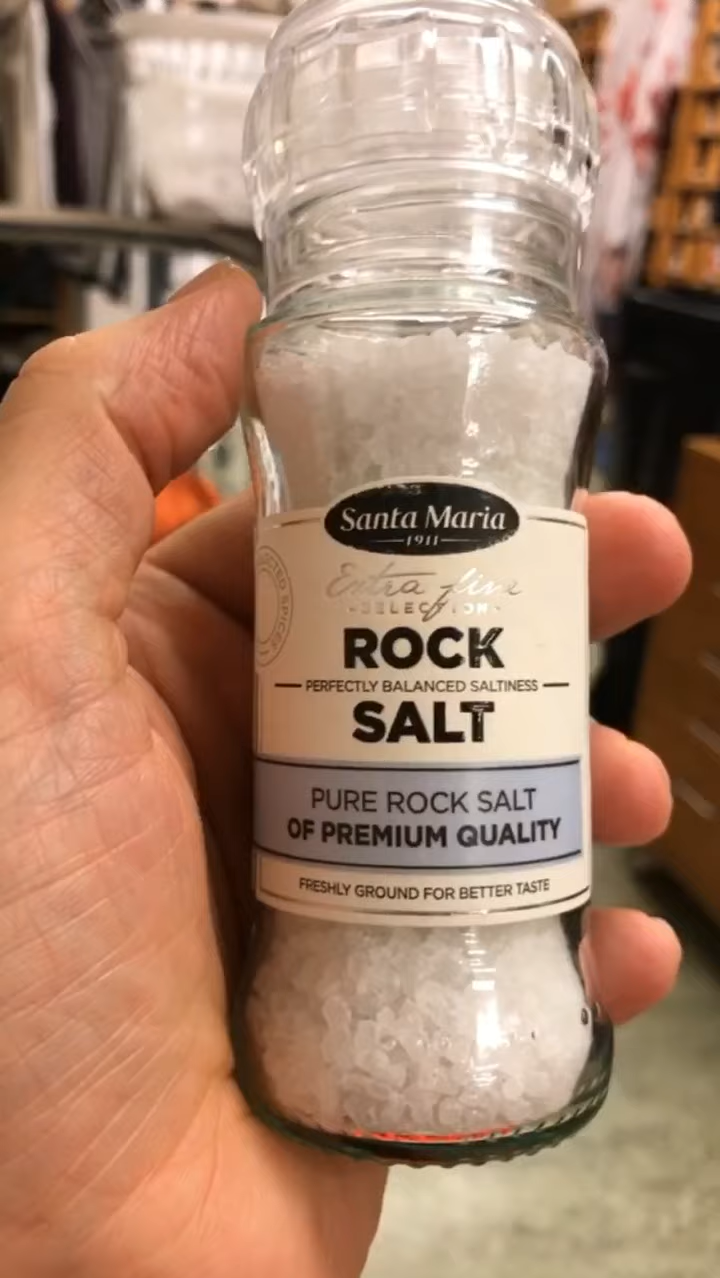 Santa Maria
1911
Extra fine
SELECTION
ROCK
PERFECTLY BALANCED SALTINESS
SALT
PURE ROCK SALT
OF PREMIUM QUALITY
FRESHLY GROUND FOR BETTER TASTE
SPICES